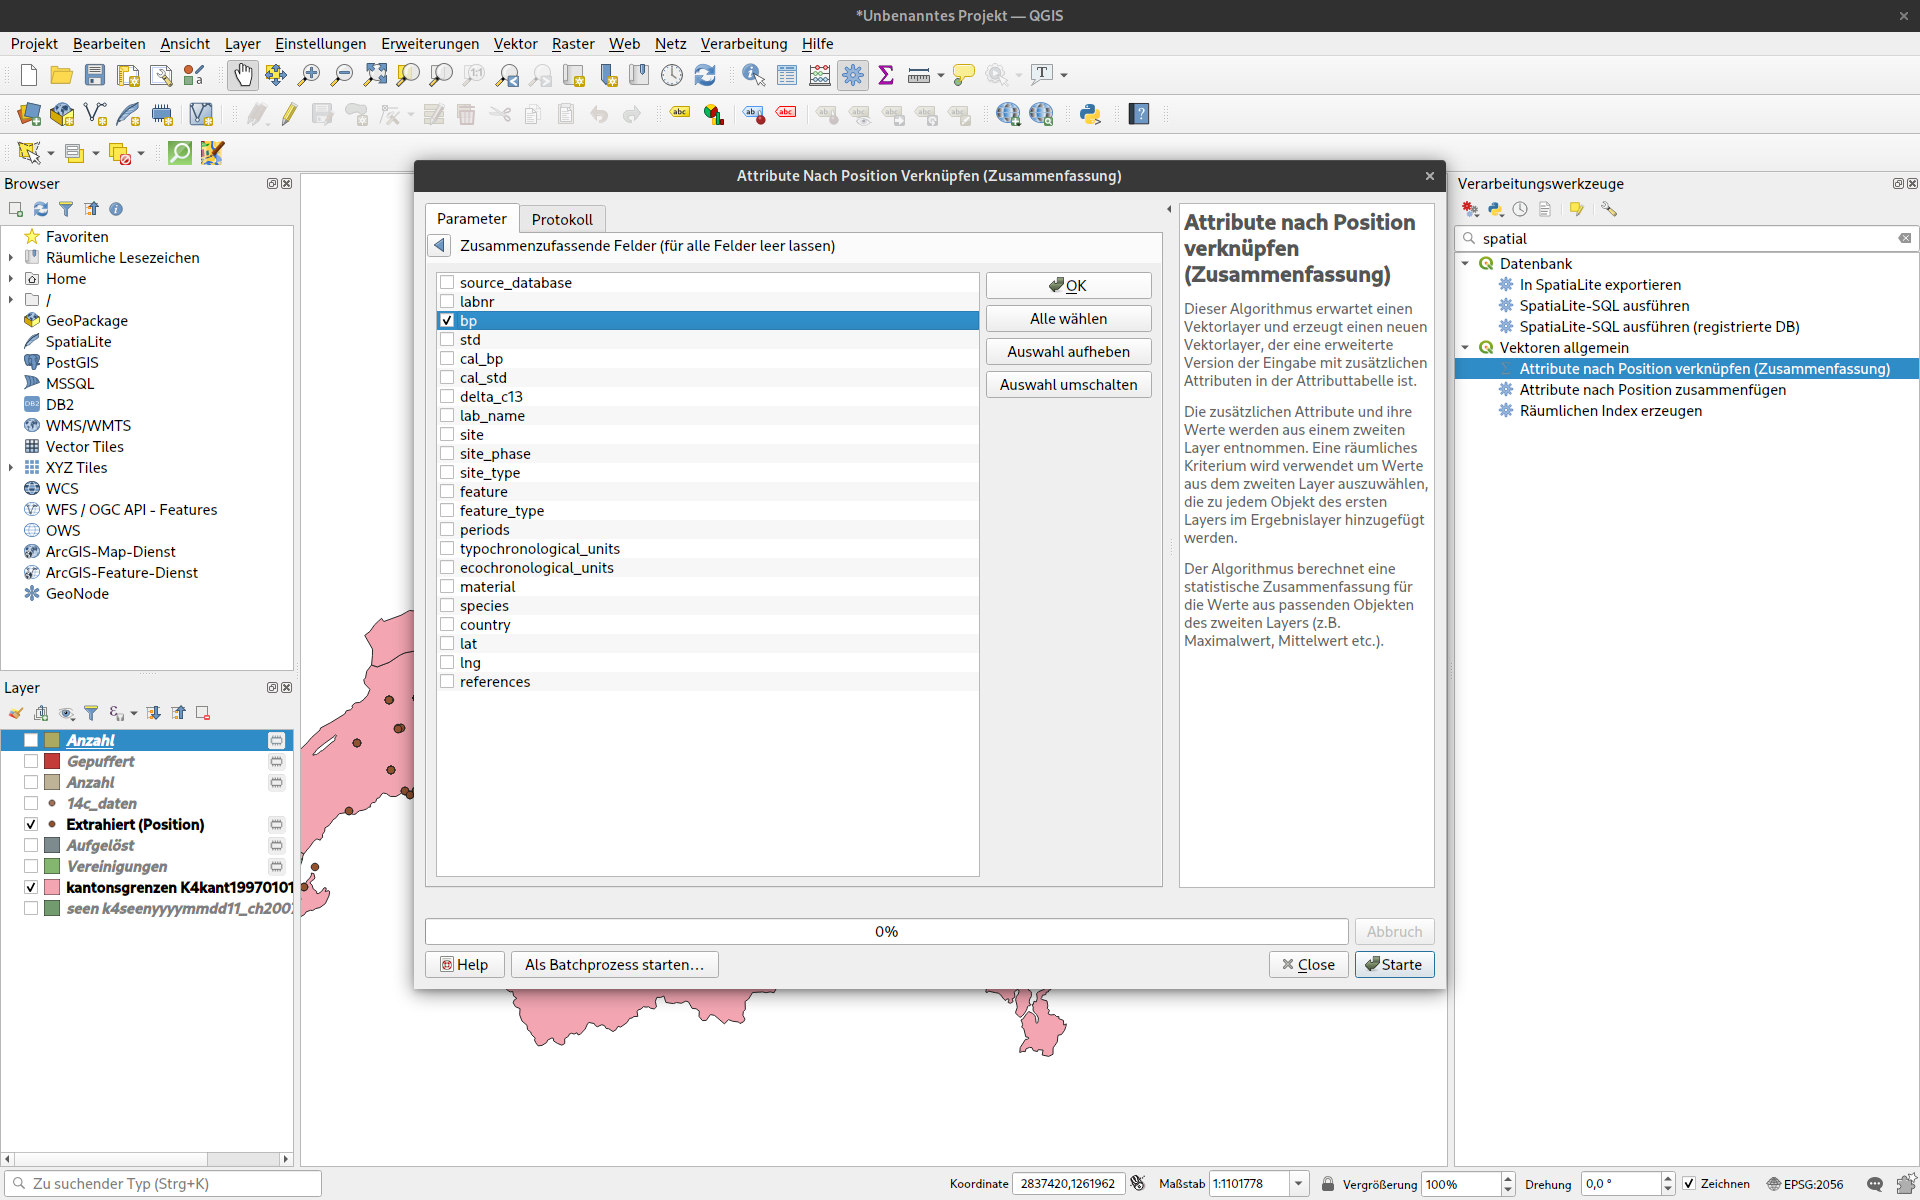 *Unbenanntes Projekt — QGIS
Projekt Bearbeiten Ansicht Layer Einstellungen Erweiterungen Vektor Raster Web Netz Verarbeitung Hilfe
Browser
Favoriten
Räumliche Lesezeichen
Home
/
GeoPackage
SpatiaLite
PostGIS
MSSQL
DB2
WMS/WMTS
Vector Tiles
XYZ Tiles
WCS
WFS / OGC API - Features
OWS
ArcGIS-Map-Dienst
ArcGIS-Feature-Dienst
GeoNode
Layer
Anzahl
Gepuffert
Anzahl
14c_daten
Extrahiert (Position)
Aufgelöst
Vereinigungen
kantonsgrenzen K4kant19970101
seen k4seenyyyymmdd11_ch200
Attribute Nach Position Verknüpfen (Zusammenfassung)
Parameter Protokoll
Zusammenzufassende Felder (für alle Felder leer lassen)
source_database
labnr
bp
std
cal_bp
cal_std
delta_c13
lab_name
site
site_phase
site_type
feature
feature_type
periods
typochronological_units
ecochronological_units
material
species
country
lat
lng
references
OK
Alle wählen
Auswahl aufheben
Auswahl umschalten
Attribute nach Position
verknüpfen
(Zusammenfassung)
Dieser Algorithmus erwartet einen
Vektorlayer und erzeugt einen neuen
Vektorlayer, der eine erweiterte
Version der Eingabe mit zusätzlichen
Attributen in der Attributtabelle ist.
Die zusätzlichen Attribute und ihre
Werte werden aus einem zweiten
Layer entnommen. Eine räumliches
Kriterium wird verwendet um Werte
aus dem zweiten Layer auszuwählen,
die zu jedem Objekt des ersten
Layers im Ergebnislayer hinzugefügt
werden.
Der Algorithmus berechnet eine
statistische Zusammenfassung für
die Werte aus passenden Objekten
des zweiten Layers (z.B.
Maximalwert, Mittelwert etc.).
0%
Abbruch
Help
Als Batchprozess starten…
Close
Starte
Verarbeitungswerkzeuge
spatial
Datenbank
In SpatiaLite exportieren
SpatiaLite-SQL ausführen
SpatiaLite-SQL ausführen (registrierte DB)
Vektoren allgemein
Attribute nach Position verknüpfen (Zusammenfassung)
Attribute nach Position zusammenfügen
Räumlichen Index erzeugen
Zu suchender Typ (Strg+K)
Koordinate 2837420,1261962 Maßstab 1:1101778 Vergrößerung 100% Drehung 0,0 ° Zeichnen EPSG:2056